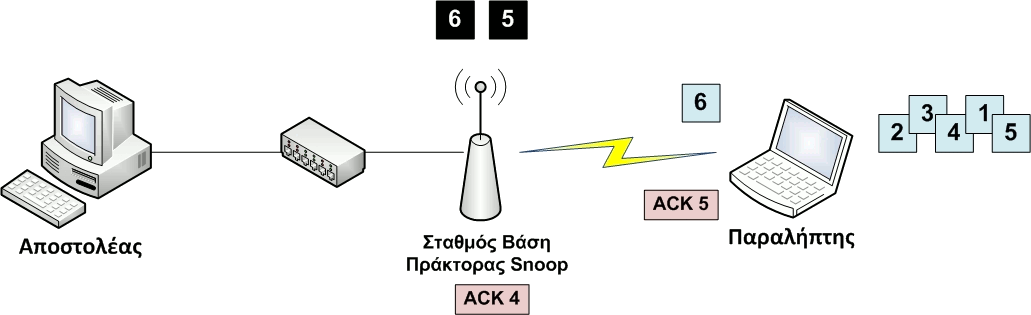 6 5
6
2 3 4 1 5
ACK 5
Αποστολέας
Σταθμός Βάση
Πράκτορας Snoop
Παραλήπτης
ACK 4